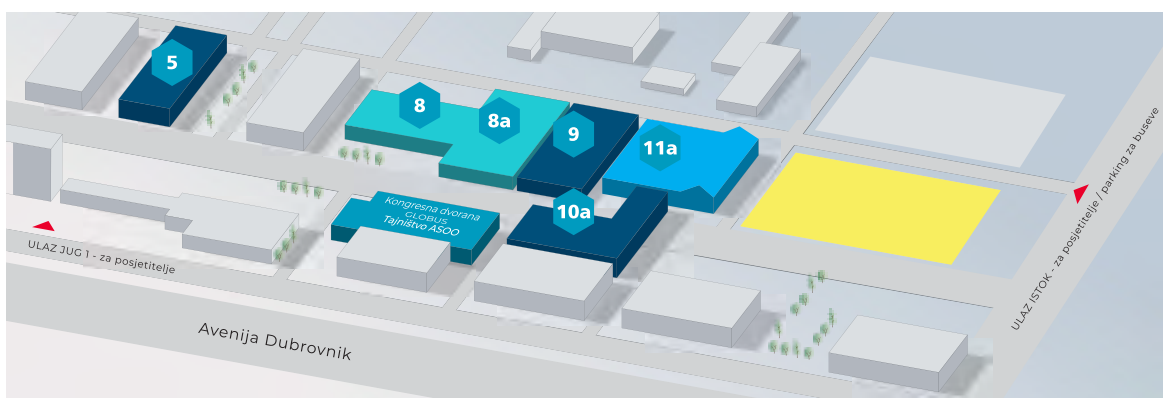 5
8
8a
9
11a
Kongresna dvorana
GLOBUS
Tajništvo ASOO
10a
ULAZ JUG 1 - za posjetitelje
Avenija Dubrovnik
ULAZ ISTOK - za posjetitelje / parking za buseve